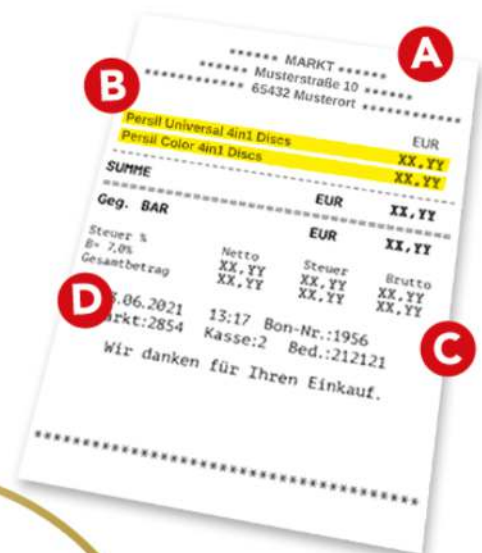 A
****** MARKT ******
****** Musterstraße 10 ******
************ 65432 Musterort ************
B
EUR
Persil Universal 4in1 Discs XX,YY
Persil Color 4in1 Discs XX,YY
SUMME EUR XX,YY
Geg. BAR EUR XX,YY
Steuer % Netto Steuer Brutto
B= 7,0% XX,YY XX,YY XX,YY
Gesamtbetrag XX,YY XX,YY XX,YY
D
.06.2021 13:17 Bon-Nr.:1956
arkt:2854 Kasse:2 Bed.:212121
C
Wir danken für Ihren Einkauf.